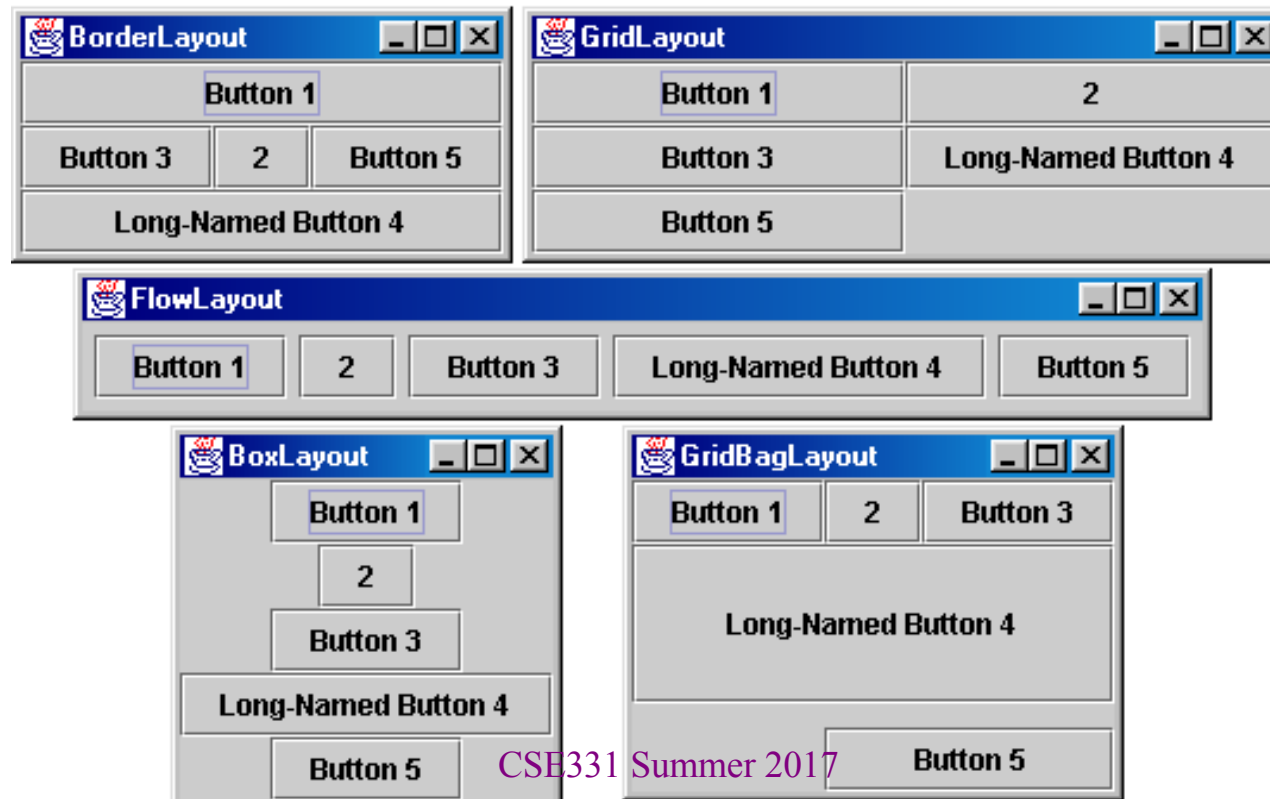 BorderLayout
Button 1
Button 3 2 Button 5
Long-Named Button 4
GridLayout
Button 1 2
Button 3 Long-Named Button 4
Button 5
FlowLayout
Button 1 2 Button 3 Long-Named Button 4 Button 5
BoxLayout
Button 1
2
Button 3
Long-Named Button 4
Button 5
GridBagLayout
Button 1 2 Button 3
Long-Named Button 4
Button 5
CSE331 Summer 2017